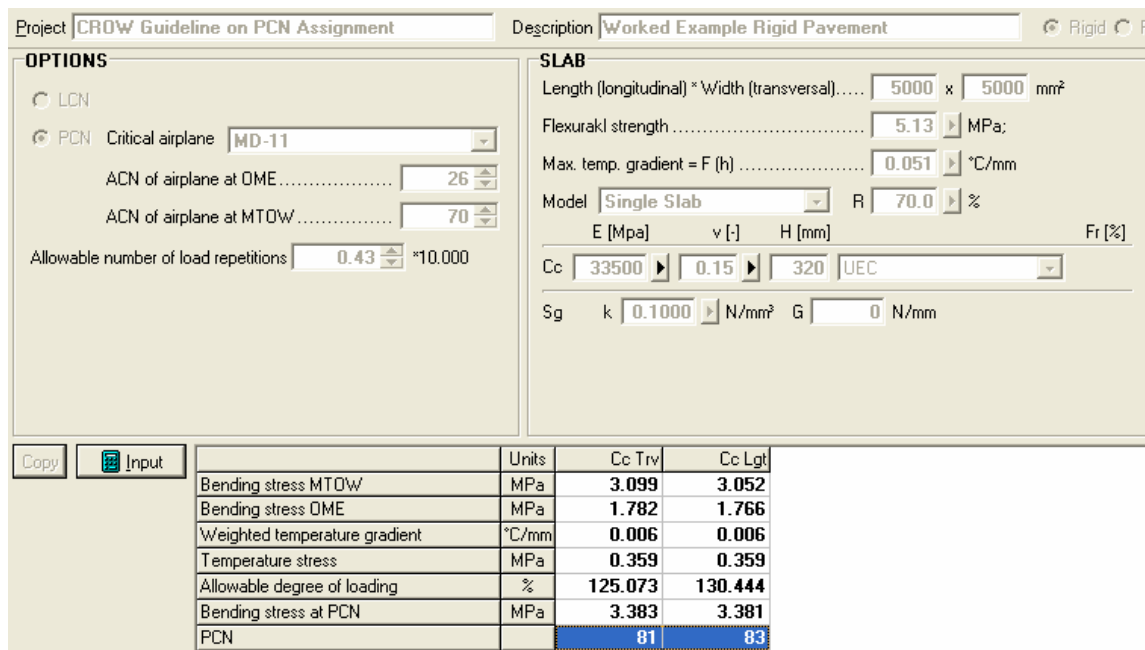 Project CROW Guideline on PCN Assignment Description Worked Example Rigid Pavement Rigid
OPTIONS
LCN
PCN Critical airplane MD-11
ACN of airplane at OME................... 26
ACN of airplane at MTOW................ 70
Allowable number of load repetitions 0.43 *10.000
SLAB
Length (longitudinal) * Width (transversal)..... 5000 x 5000 mm²
Flexurakl strength ................................ 5.13 MPa;
Max. temp. gradient = F (h) ..................... 0.051 °C/mm
Model Single Slab R 70.0 %
E [Mpa] v [-] H [mm] Fr [%]
Cc 33500 0.15 320 UEC
Sg k 0.1000 N/mm³ G 0 N/mm
Copy Input
Units Cc Trv Cc Lgt
Bending stress MTOW MPa 3.099 3.052
Bending stress OME MPa 1.782 1.766
Weighted temperature gradient °C/mm 0.006 0.006
Temperature stress MPa 0.359 0.359
Allowable degree of loading % 125.073 130.444
Bending stress at PCN MPa 3.383 3.381
PCN 81 83